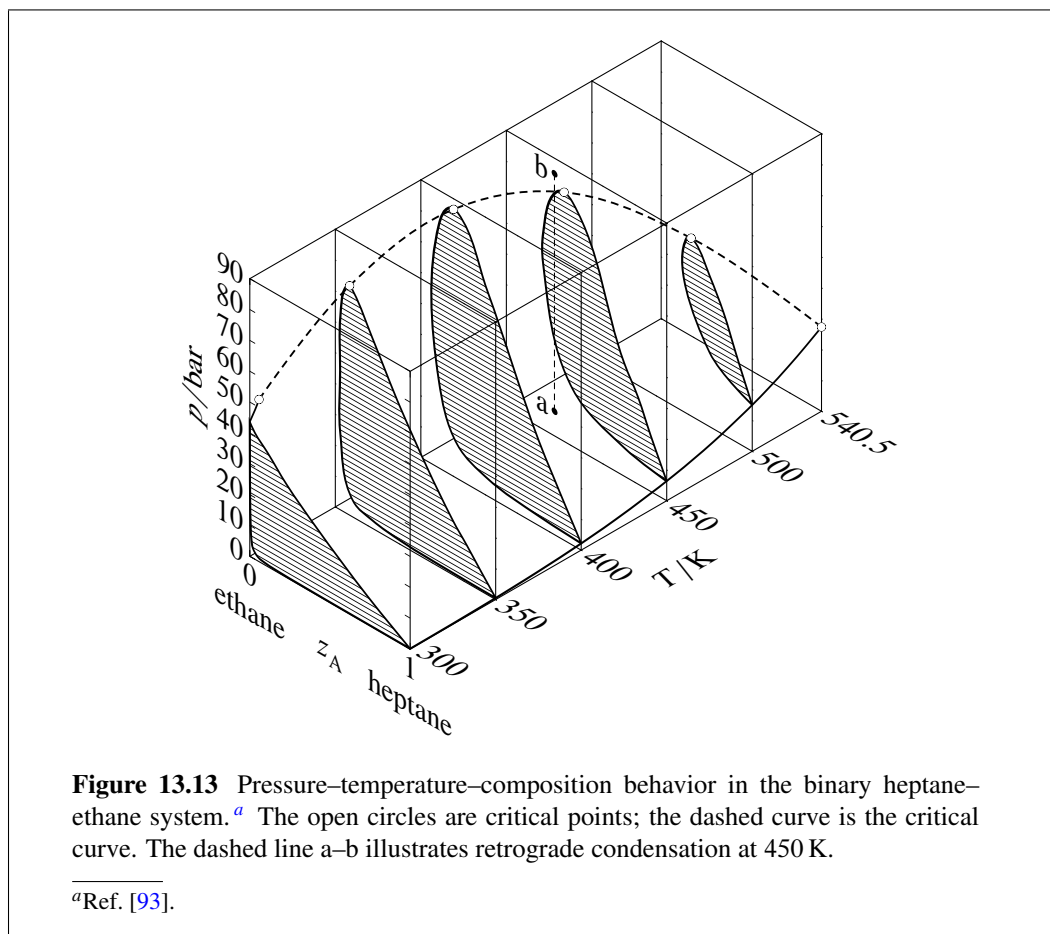 b
a
90
80
70
60
50
40
30
20
10
0
p/bar
0
1
ethane z_A heptane
300
350
400
450
500
540.5
T/K
Figure 13.13 Pressure–temperature–composition behavior in the binary heptane–
ethane system.ᵃ The open circles are critical points; the dashed curve is the critical
curve. The dashed line a–b illustrates retrograde condensation at 450 K.
ᵃRef. [93].